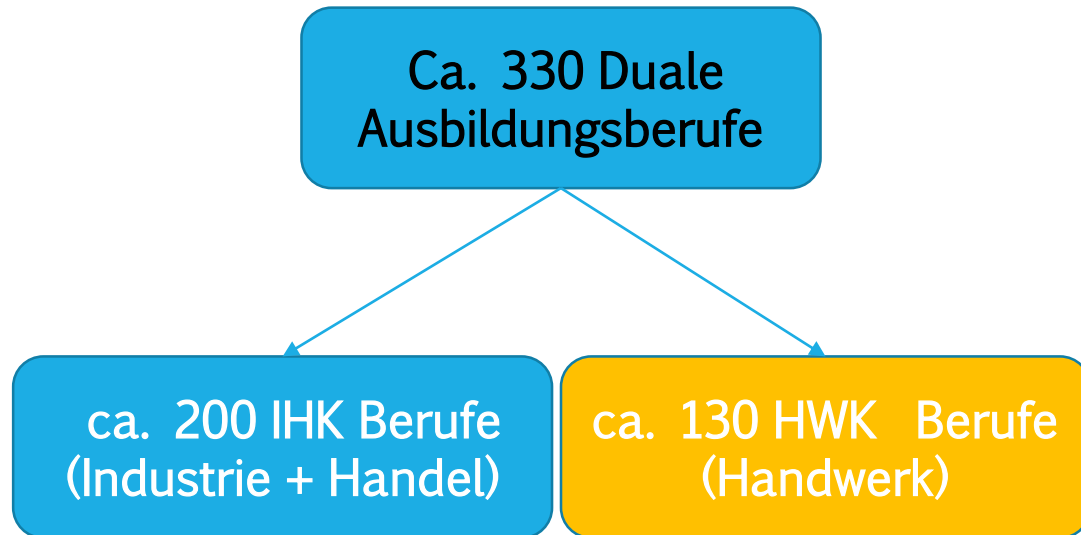 Ca. 330 Duale
Ausbildungsberufe
ca. 200 IHK Berufe
(Industrie + Handel)
ca. 130 HWK Berufe
(Handwerk)